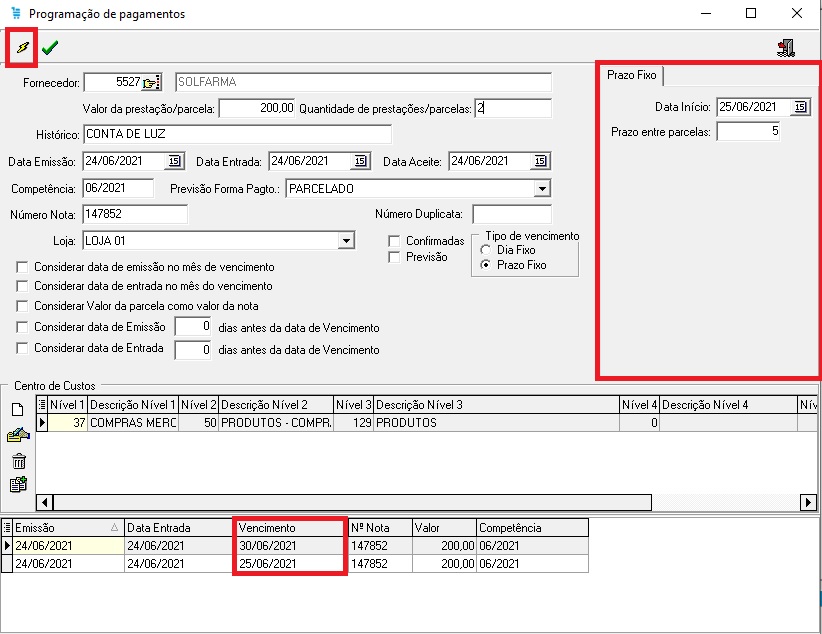 Programação de pagamentos
Fornecedor: 5527 SOLFARMA
Valor da prestação/parcela: 200,00 Quantidade de prestações/parcelas: 2
Histórico: CONTA DE LUZ
Data Emissão: 24/06/2021 15 Data Entrada: 24/06/2021 15 Data Aceite: 24/06/2021 15
Competência: 06/2021 Previsão Forma Pagto.: PARCELADO
Número Nota: 147852 Número Duplicata:
Loja: LOJA 01
Confirmadas
Previsão
Tipo de vencimento
Dia Fixo
Prazo Fixo
Considerar data de emissão no mês de vencimento
Considerar data de entrada no mês do vencimento
Considerar Valor da parcela como valor da nota
Considerar data de Emissão 0 dias antes da data de Vencimento
Considerar data de Entrada 0 dias antes da data de Vencimento
Prazo Fixo
Data Início: 25/06/2021 15
Prazo entre parcelas: 5
Centro de Custos
Nível 1 Descrição Nível 1 Nível 2 Descrição Nível 2 Nível 3 Descrição Nível 3 Nível 4 Descrição Nível 4 Nív
37 COMPRAS MERC 50 PRODUTOS - COMPR. 129 PRODUTOS 0
Emissão Data Entrada Vencimento Nº Nota Valor Competência
24/06/2021 24/06/2021 30/06/2021 147852 200,00 06/2021
24/06/2021 24/06/2021 25/06/2021 147852 200,00 06/2021